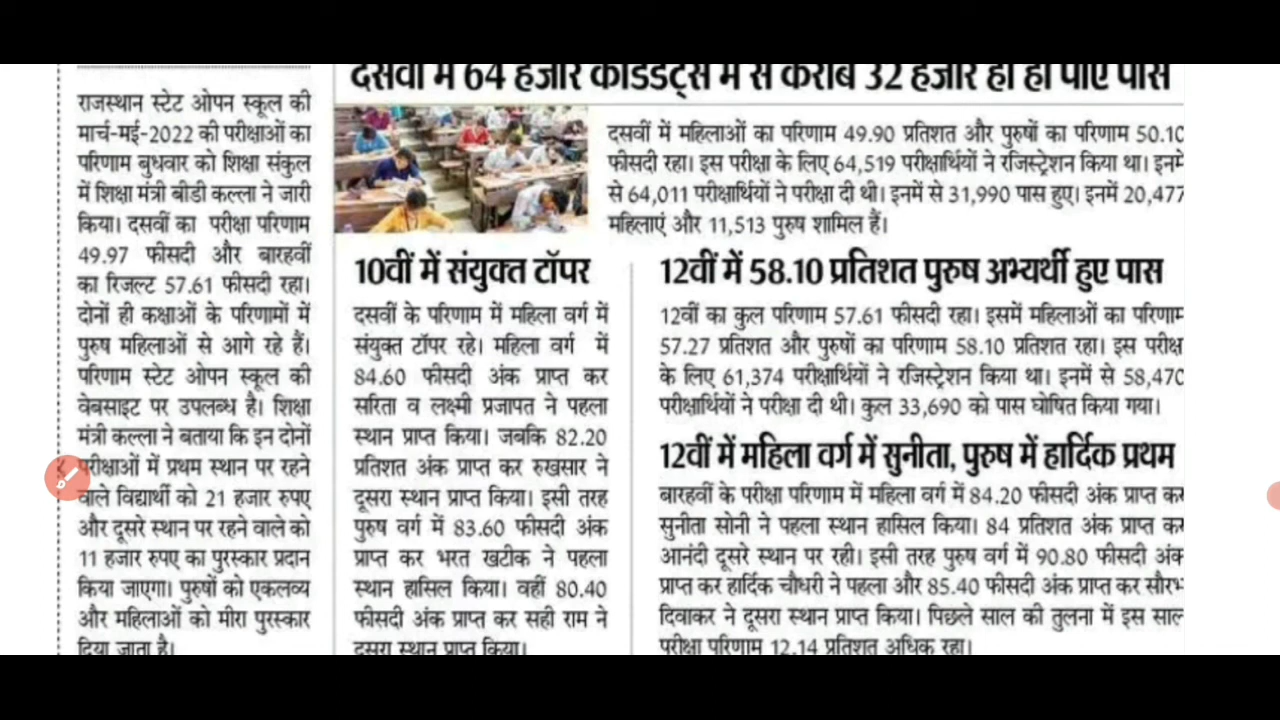 दसवीं में 64 हजार कैंडिडेट्स में से करीब 32 हजार ही हो पाए पास
राजस्थान स्टेट ओपन स्कूल की
मार्च-मई-2022 की परीक्षाओं का
परिणाम बुधवार को शिक्षा संकुल
में शिक्षा मंत्री बीडी कल्ला ने जारी
किया। दसवीं का परीक्षा परिणाम
49.97 फीसदी और बारहवीं
का रिजल्ट 57.61 फीसदी रहा।
दोनों ही कक्षाओं के परिणामों में
पुरुष महिलाओं से आगे रहे हैं।
परिणाम स्टेट ओपन स्कूल की
वेबसाइट पर उपलब्ध है। शिक्षा
मंत्री कल्ला ने बताया कि इन दोनों
परीक्षाओं में प्रथम स्थान पर रहने
वाले विद्यार्थी को 21 हजार रुपए
और दूसरे स्थान पर रहने वाले को
11 हजार रुपए का पुरस्कार प्रदान
किया जाएगा। पुरुषों को एकलव्य
और महिलाओं को मीरा पुरस्कार
दिया जाता है।
दसवीं में महिलाओं का परिणाम 49.90 प्रतिशत और पुरुषों का परिणाम 50.10
फीसदी रहा। इस परीक्षा के लिए 64,519 परीक्षार्थियों ने रजिस्ट्रेशन किया था। इनमें
से 64,011 परीक्षार्थियों ने परीक्षा दी थी। इनमें से 31,990 पास हुए। इनमें 20,477
महिलाएं और 11,513 पुरुष शामिल हैं।
10वीं में संयुक्त टॉपर
दसवीं के परिणाम में महिला वर्ग में
संयुक्त टॉपर रहे। महिला वर्ग में
84.60 फीसदी अंक प्राप्त कर
सरिता व लक्ष्मी प्रजापत ने पहला
स्थान प्राप्त किया। जबकि 82.20
प्रतिशत अंक प्राप्त कर रुखसार ने
दूसरा स्थान प्राप्त किया। इसी तरह
पुरुष वर्ग में 83.60 फीसदी अंक
प्राप्त कर भरत खटीक ने पहला
स्थान हासिल किया। वहीं 80.40
फीसदी अंक प्राप्त कर सही राम ने
दूसरा स्थान प्राप्त किया।
12वीं में 58.10 प्रतिशत पुरुष अभ्यर्थी हुए पास
12वीं का कुल परिणाम 57.61 फीसदी रहा। इसमें महिलाओं का परिणाम
57.27 प्रतिशत और पुरुषों का परिणाम 58.10 प्रतिशत रहा। इस परीक्ष
के लिए 61,374 परीक्षार्थियों ने रजिस्ट्रेशन किया था। इनमें से 58,470
परीक्षार्थियों ने परीक्षा दी थी। कुल 33,690 को पास घोषित किया गया।
12वीं में महिला वर्ग में सुनीता, पुरुष में हार्दिक प्रथम
बारहवीं के परीक्षा परिणाम में महिला वर्ग में 84.20 फीसदी अंक प्राप्त कर
सुनीता सोनी ने पहला स्थान हासिल किया। 84 प्रतिशत अंक प्राप्त कर
आनंदी दूसरे स्थान पर रही। इसी तरह पुरुष वर्ग में 90.80 फीसदी अंक
प्राप्त कर हार्दिक चौधरी ने पहला और 85.40 फीसदी अंक प्राप्त कर सौरभ
दिवाकर ने दूसरा स्थान प्राप्त किया। पिछले साल की तुलना में इस साल
परीक्षा परिणाम 12.14 प्रतिशत अधिक रहा।